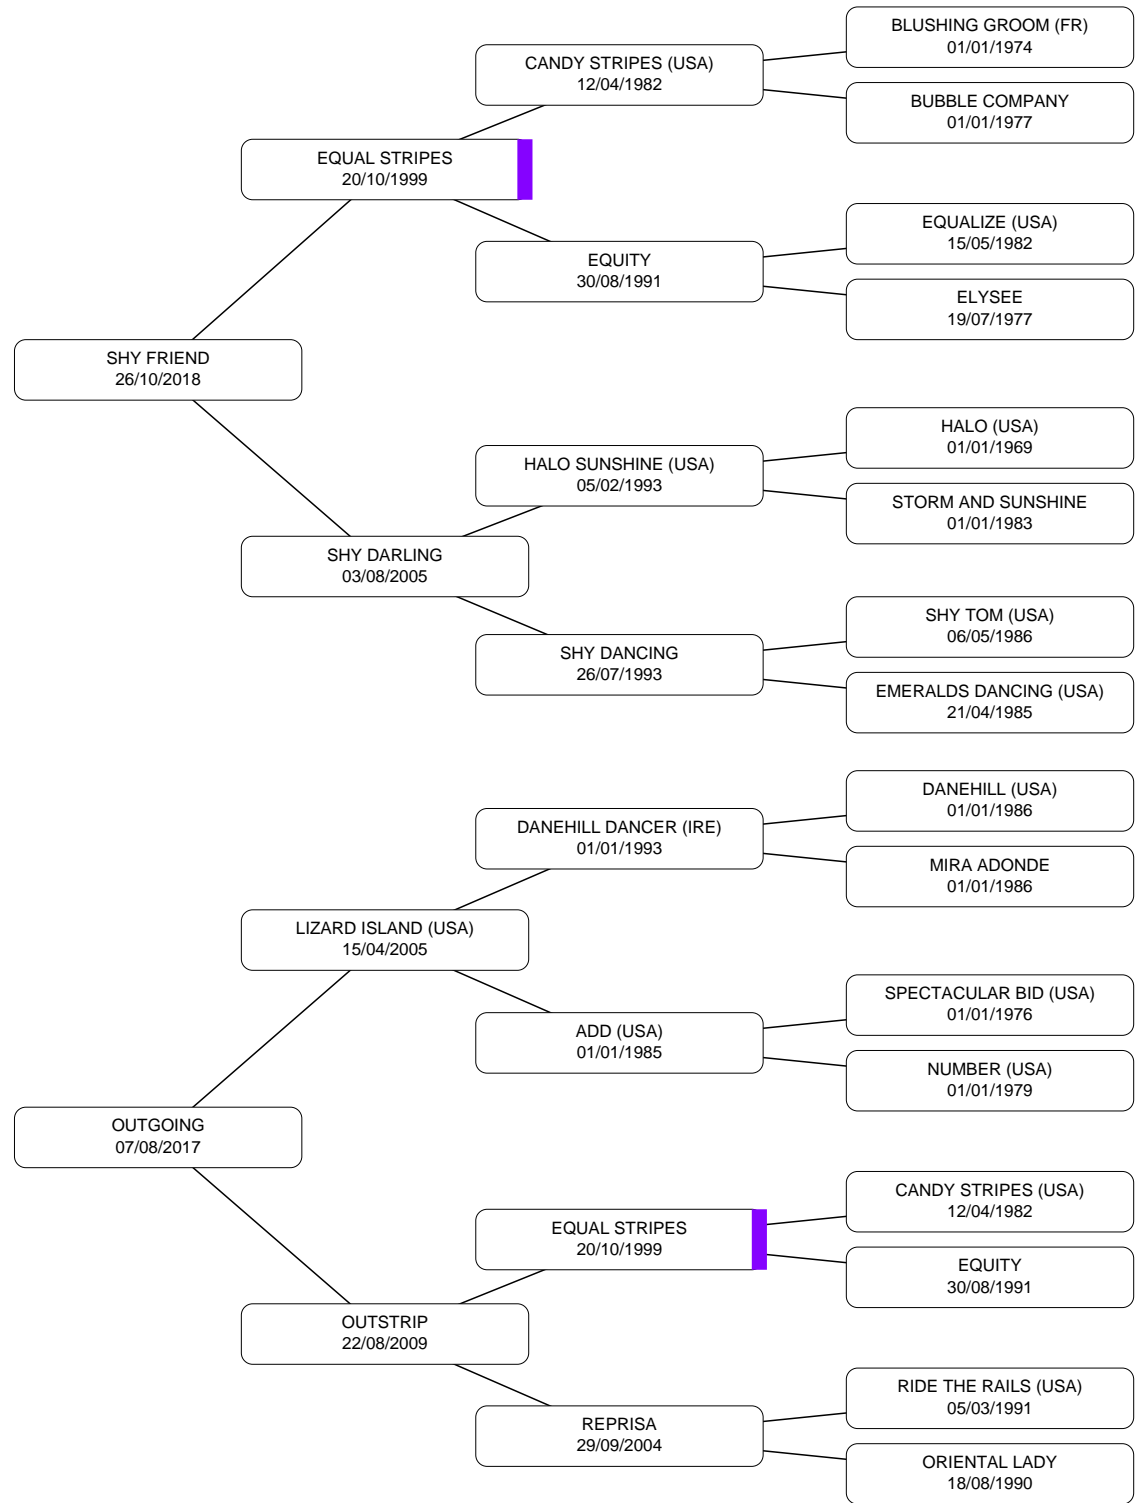 BLUSHING GROOM (FR)
01/01/1974
CANDY STRIPES (USA)
12/04/1982
BUBBLE COMPANY
01/01/1977
EQUAL STRIPES
20/10/1999
EQUALIZE (USA)
15/05/1982
EQUITY
30/08/1991
ELYSEE
19/07/1977
SHY FRIEND
26/10/2018
HALO (USA)
01/01/1969
HALO SUNSHINE (USA)
05/02/1993
STORM AND SUNSHINE
01/01/1983
SHY DARLING
03/08/2005
SHY TOM (USA)
06/05/1986
SHY DANCING
26/07/1993
EMERALDS DANCING (USA)
21/04/1985
DANEHILL (USA)
01/01/1986
DANEHILL DANCER (IRE)
01/01/1993
MIRA ADONDE
01/01/1986
LIZARD ISLAND (USA)
15/04/2005
SPECTACULAR BID (USA)
01/01/1976
ADD (USA)
01/01/1985
NUMBER (USA)
01/01/1979
OUTGOING
07/08/2017
CANDY STRIPES (USA)
12/04/1982
EQUAL STRIPES
20/10/1999
EQUITY
30/08/1991
OUTSTRIP
22/08/2009
RIDE THE RAILS (USA)
05/03/1991
REPRISA
29/09/2004
ORIENTAL LADY
18/08/1990